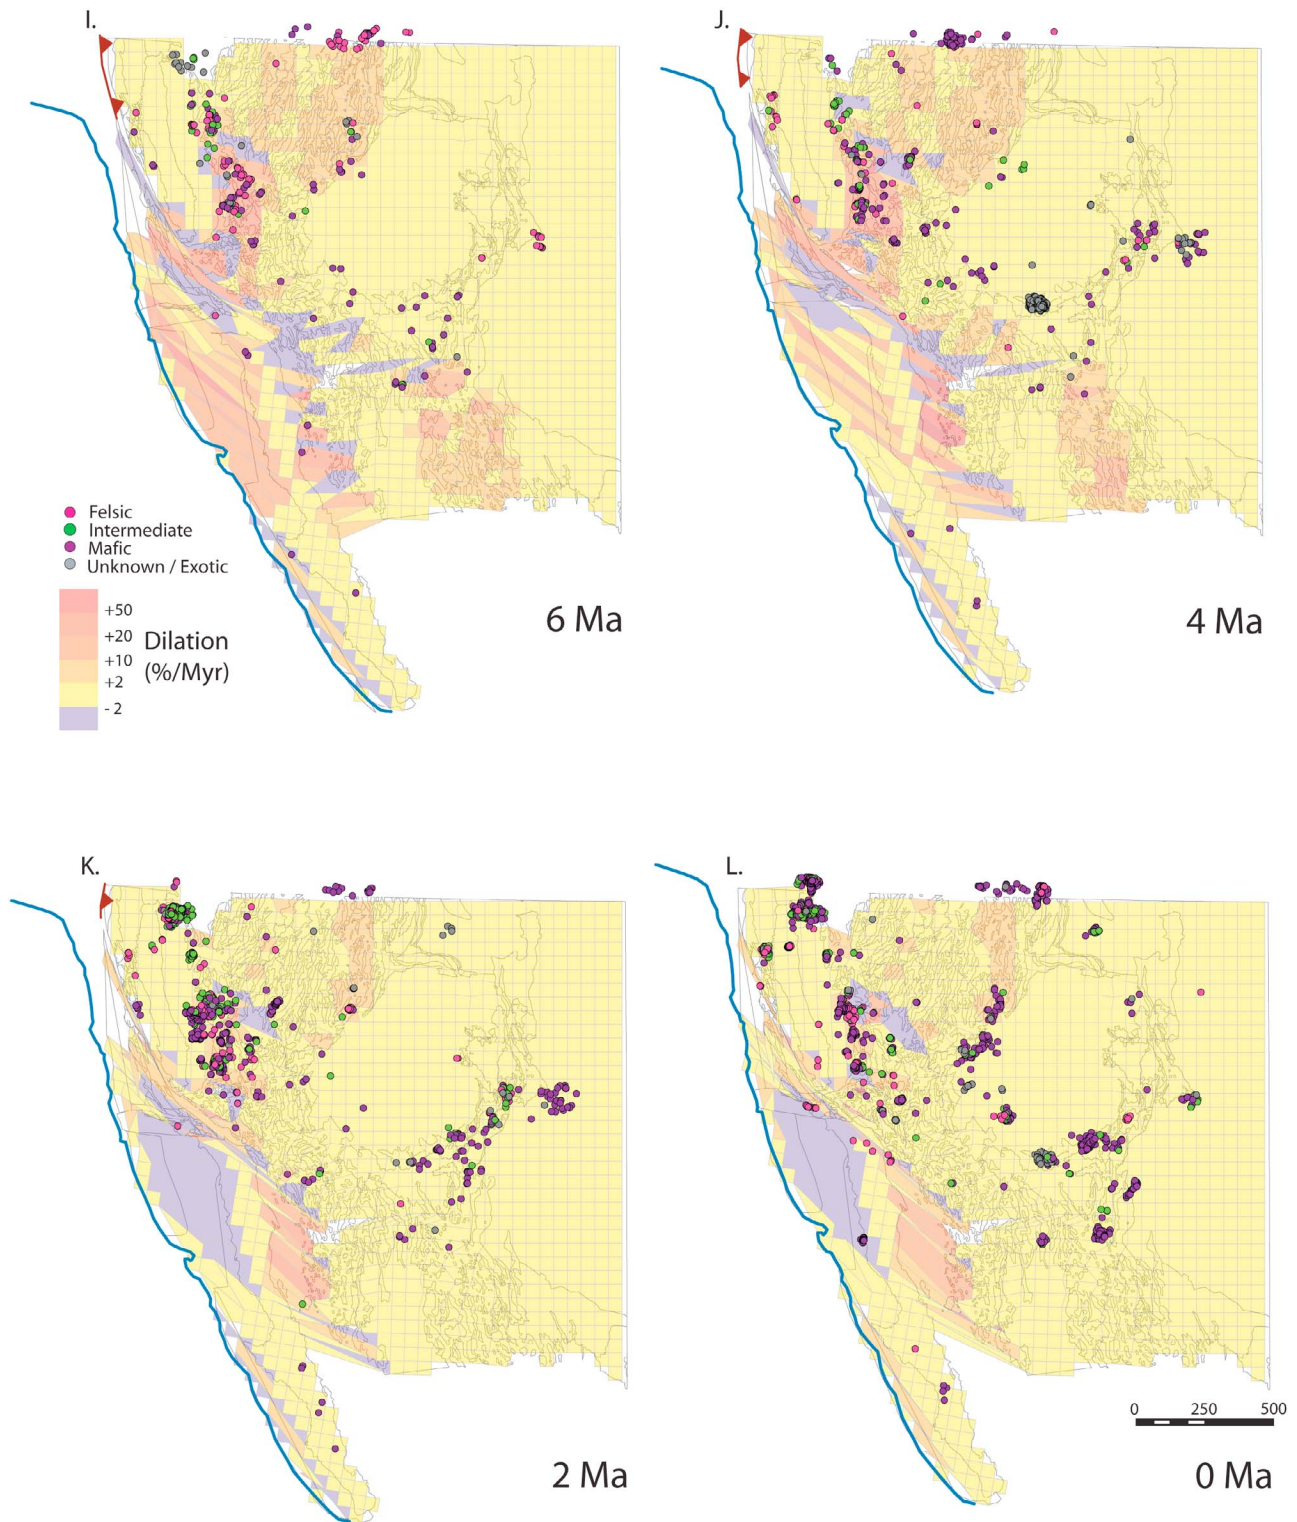 I.
J.
Felsic
Intermediate
Mafic
Unknown / Exotic
+50
+20
+10
+2
- 2
Dilation
(%/Myr)
6 Ma
4 Ma
K.
L.
0 250 500
2 Ma
0 Ma